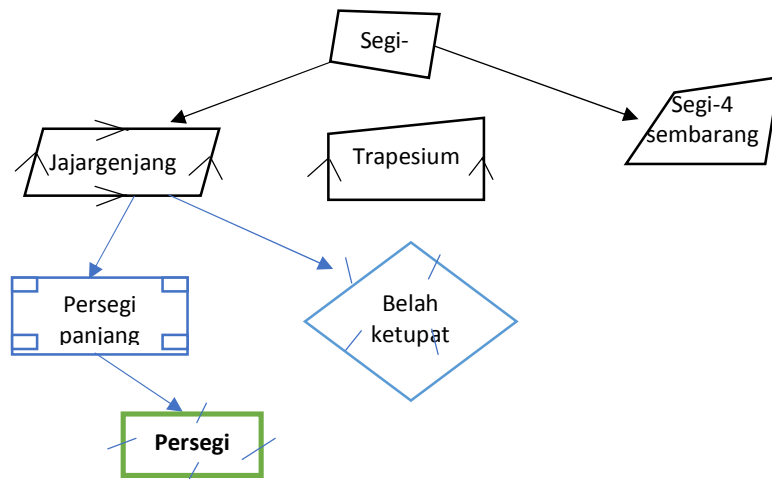 Segi-
Segi-4
sembarang
Jajargenjang
Trapesium
Persegi
panjang
Belah
ketupat
Persegi